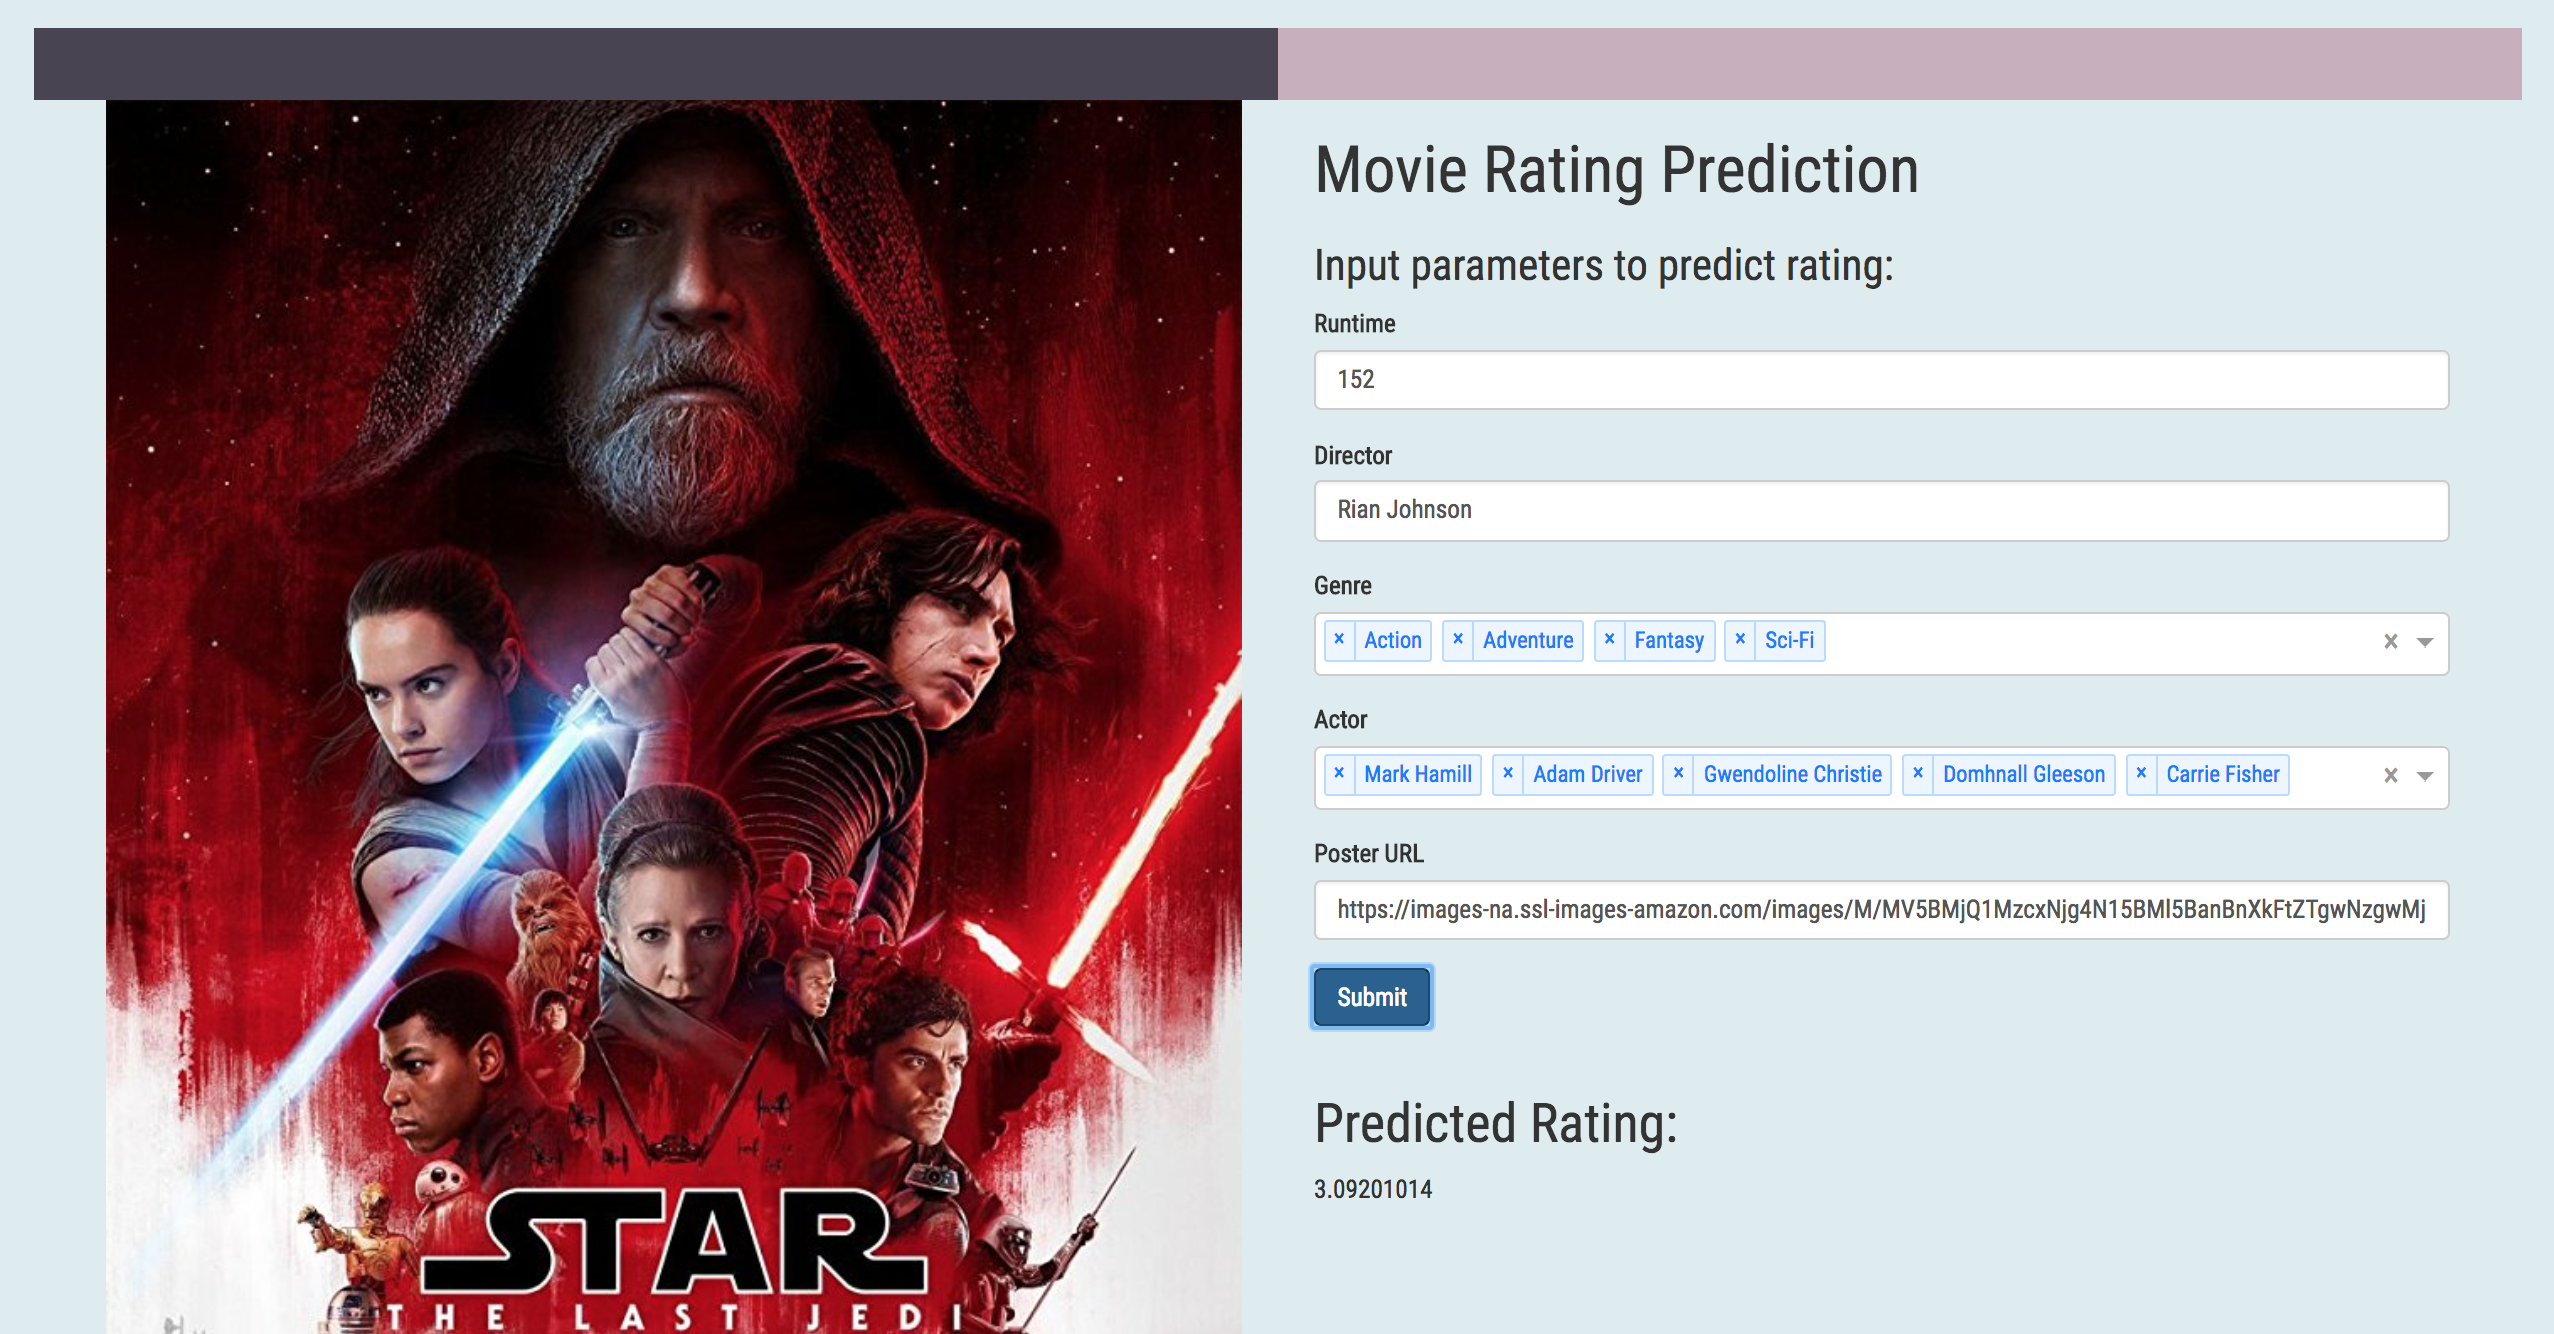 Movie Rating Prediction
Input parameters to predict rating:
Runtime
152
Director
Rian Johnson
Genre
× Action × Adventure × Fantasy × Sci-Fi ×
Actor
× Mark Hamill × Adam Driver × Gwendoline Christie × Domhnall Gleeson × Carrie Fisher ×
Poster URL
https://images-na.ssl-images-amazon.com/images/M/MV5BMjQ1MzcxNjg4N15BMl5BanBnXkFtZTgwNzgwMj
Submit
Predicted Rating:
3.09201014
STAR
THE LAST JEDI